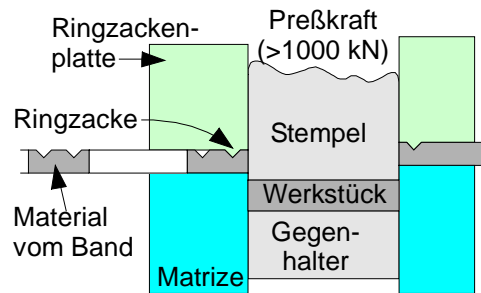 Ringzacken-
platte
Preßkraft
(>1000 kN)
Ringzacke
Stempel
Werkstück
Material
vom Band
Gegen-
halter
Matrize